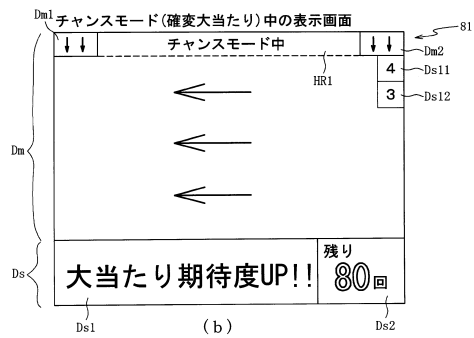 チャンスモード(確変大当たり)中の表示画面
Dm1
チャンスモード中
81
Dm2
HR1
4
Ds11
3
Ds12
Dm
Ds
大当たり期待度UP!!
残り
80回
Ds1
(b)
Ds2